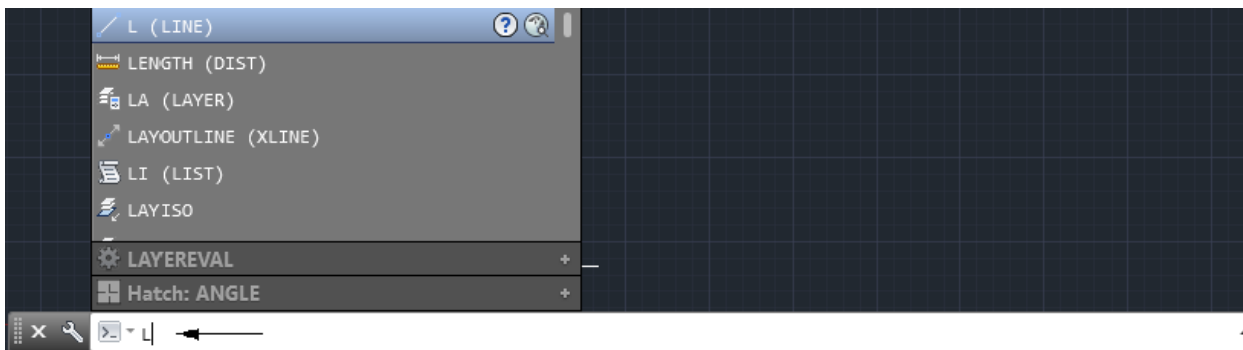 L (LINE)
LENGTH (DIST)
LA (LAYER)
LAYOUTLINE (XLINE)
LI (LIST)
LAYISO
LAYEREVAL
Hatch: ANGLE
L